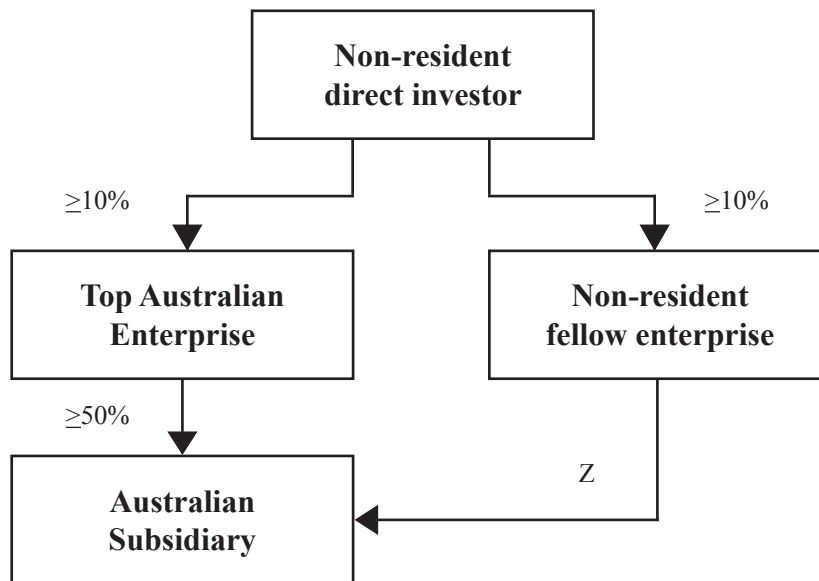 Non-resident
direct investor
≥10%
≥10%
Top Australian
Enterprise
Non-resident
fellow enterprise
≥50%
Z
Australian
Subsidiary